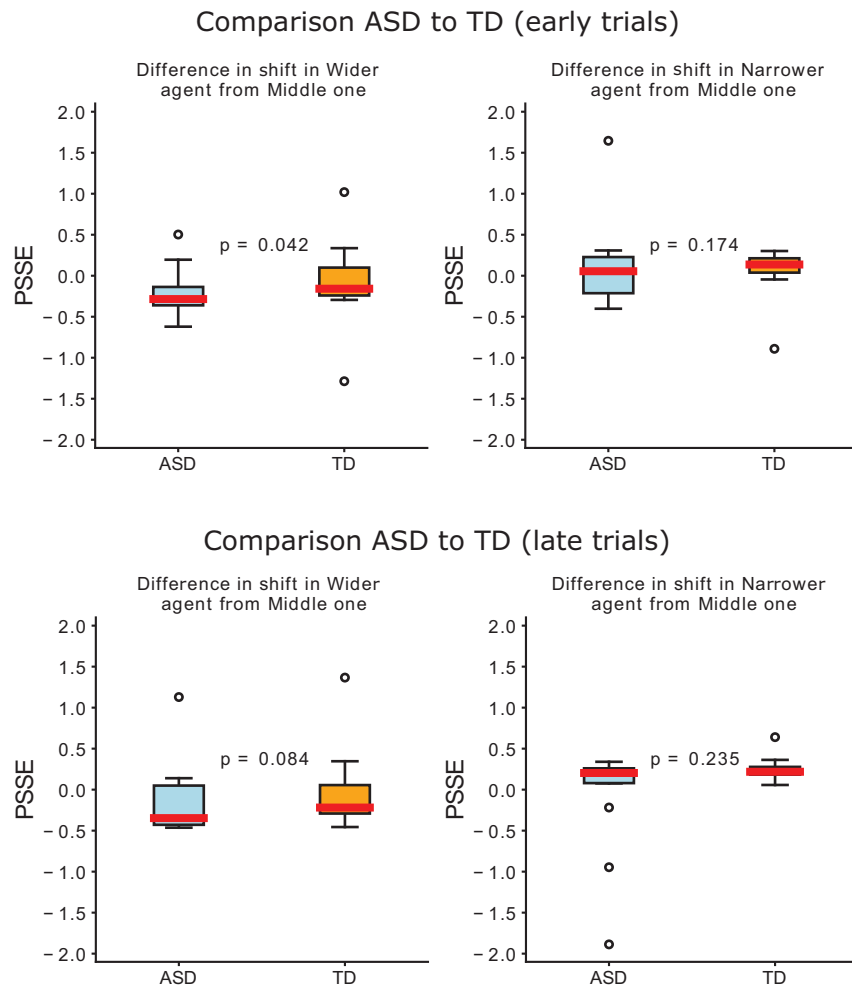 Comparison ASD to TD (early trials)
Difference in shift in Wider
agent from Middle one
PSSE
2.0
1.5
1.0
0.5
0.0
− 0.5
− 1.0
− 1.5
− 2.0
p = 0.042
ASD
TD
Difference in shift in Narrower
agent from Middle one
PSSE
2.0
1.5
1.0
0.5
0.0
− 0.5
− 1.0
− 1.5
− 2.0
p = 0.174
ASD
TD
Comparison ASD to TD (late trials)
Difference in shift in Wider
agent from Middle one
PSSE
2.0
1.5
1.0
0.5
0.0
− 0.5
− 1.0
− 1.5
− 2.0
p = 0.084
ASD
TD
Difference in shift in Narrower
agent from Middle one
PSSE
2.0
1.5
1.0
0.5
0.0
− 0.5
− 1.0
− 1.5
− 2.0
p = 0.235
ASD
TD